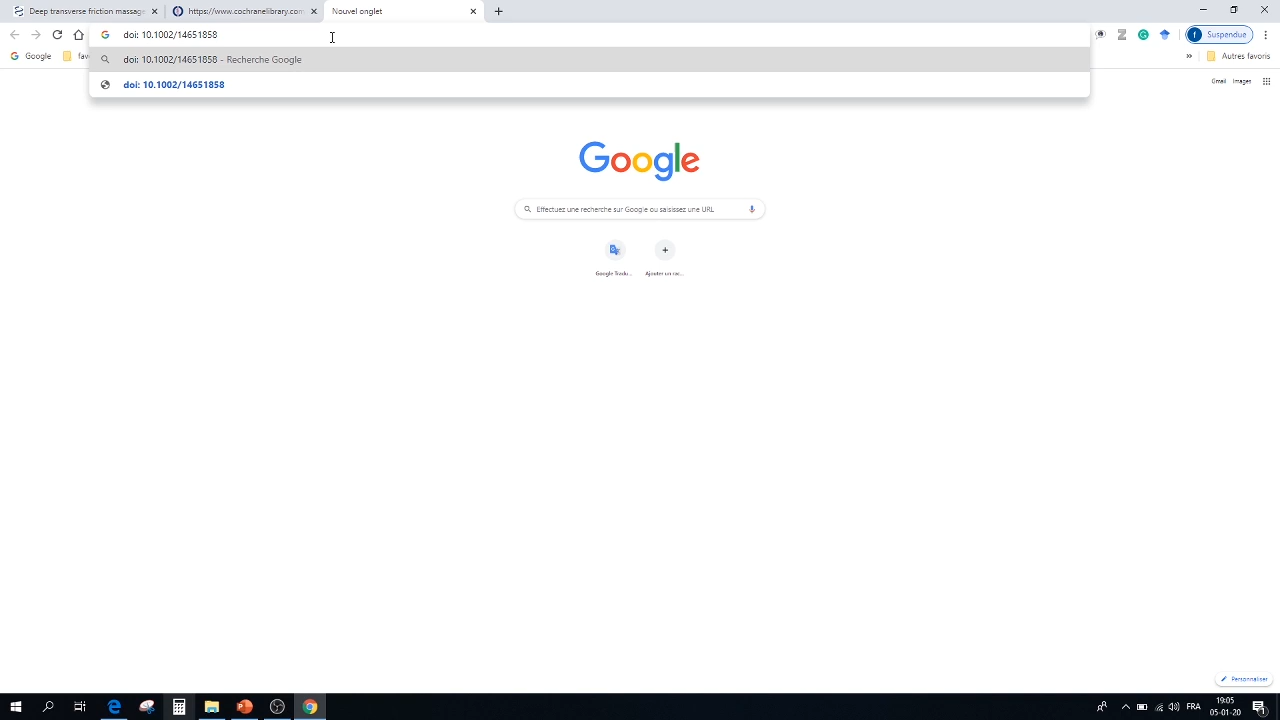 Deep transverse friction massage
https://www.cochranelibrary.com
Nouvel onglet
doi: 10.1002/14651858
Suspendue
doi: 10.1002/14651858 - Recherche Google
doi: 10.1002/14651858
Google
Autres favoris
Gmail Images
Google
Effectuez une recherche sur Google ou saisissez une URL
Google Tradu...
Ajouter un rac...
Personnaliser
FRA
19:05
05-01-20